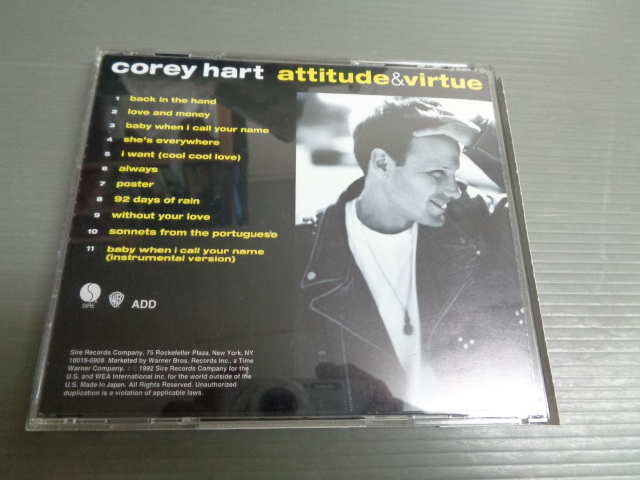 corey hart attitude&virtue
1 back in the hand
2 love and money
3 baby when i call your name
4 she's everywhere
5 i want (cool cool love)
6 always
7 poster
8 92 days of rain
9 without your love
10 sonnets from the portuguese
11 baby when i call your name
(instrumental version)
SIRE WB ADD
Sire Records Company, 75 Rockefeller Plaza, New York, NY
10019-6908. Marketed by Warner Bros. Records Inc., a Time
Warner Company. ℗ © 1992 Sire Records Company for the
U.S. and WEA International Inc. for the world outside of the
U.S. Made In Japan. All Rights Reserved. Unauthorized
duplication is a violation of applicable laws.